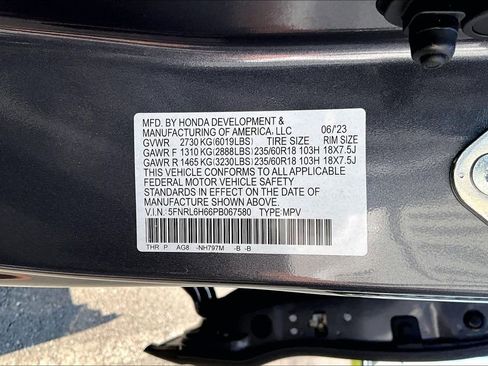 MFD. BY HONDA DEVELOPMENT &
MANUFACTURING OF AMERICA, LLC 06/'23
GVWR 2730 KG(6019LBS) TIRE SIZE RIM SIZE
GAWR F 1310 KG(2888LBS)235/60R18 103H 18X7.5J
GAWR R 1465 KG(3230LBS)235/60R18 103H 18X7.5J
THIS VEHICLE CONFORMS TO ALL APPLICABLE
FEDERAL MOTOR VEHICLE SAFETY
STANDARDS IN EFFECT ON THE DATE OF
MANUFACTURE SHOWN ABOVE.
V.I.N.: 5FNRL6H66PB067580 TYPE:MPV
THR P AG8 -NH797M -B -B